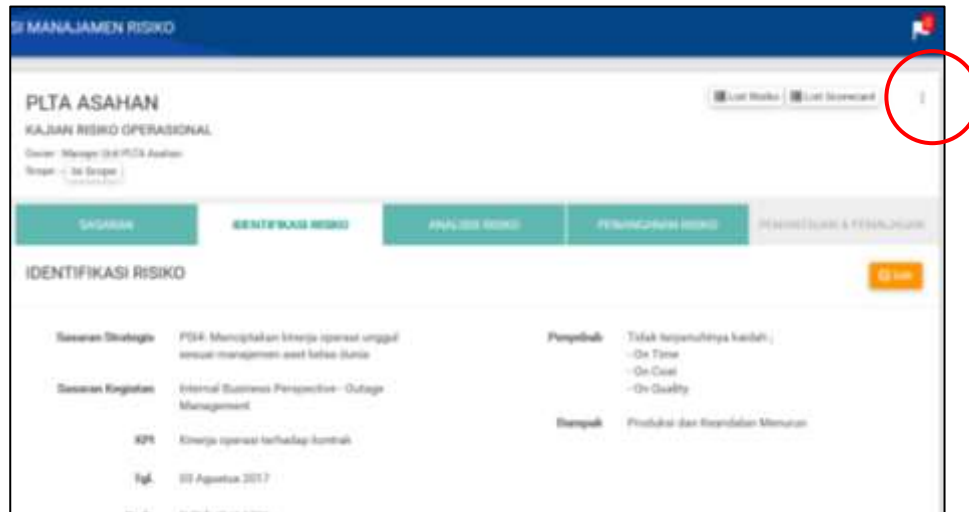 SI MANAJAMEN RISIKO
PLTA ASAHAN
KAJIAN RISIKO OPERASIONAL
Owner : Manajer Unit PLTA Asahan
Scope : Isi Scope
List Risiko
List Scorecard
SASARAN
IDENTIFIKASI RISIKO
ANALISIS RISIKO
PENANGANAN RISIKO
IDENTIFIKASI RISIKO
Edit
Sasaran Strategis
Menciptakan kinerja operasi unggul
sesuai manajemen aset kelas dunia
Sasaran Kegiatan
Internal Business Perspective - Outage
Management
KPI
Kinerja operasi terhadap kontrak
Tgl.
03 Agustus 2017
Penyebab
Tidak terpenuhinya kaidah ;
- On Time
- On Cost
- On Quality
Dampak
Produksi dan Keandalan Menurun